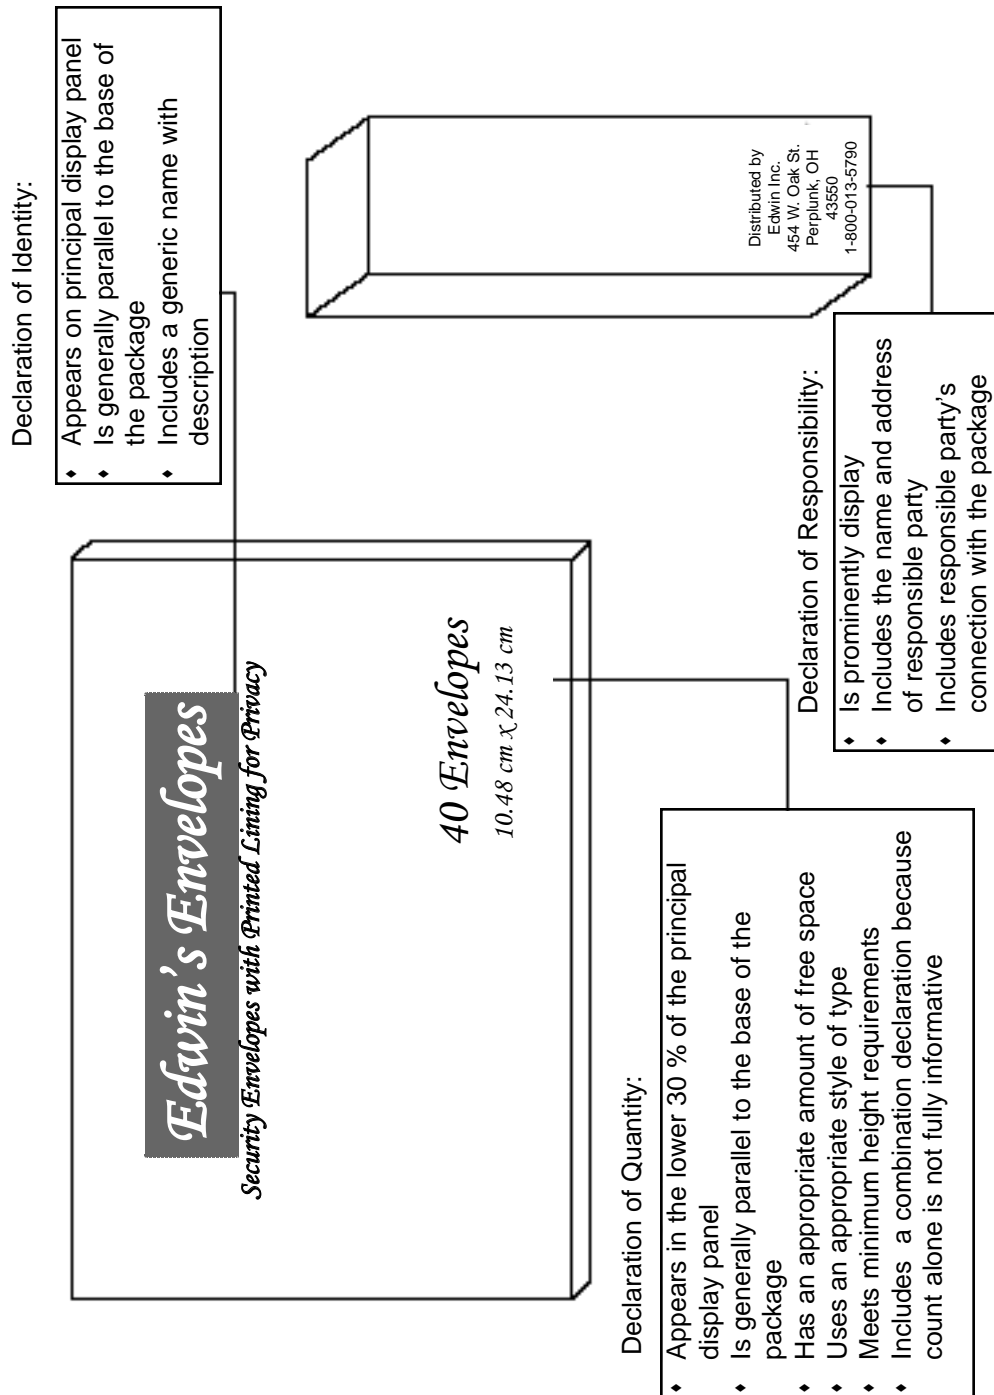 Declaration of Identity:
♦ Appears on principal display panel
♦ Is generally parallel to the base of
the package
♦ Includes a generic name with
description
Edwin's Envelopes
Security Envelopes with Printed Lining for Privacy
40 Envelopes
10.48 cm x 24.13 cm
Distributed by
Edwin Inc.
454 W. Oak St.
Perplunk, OH
43550
1-800-013-5790
Declaration of Quantity:
♦ Appears in the lower 30 % of the principal
display panel
♦ Is generally parallel to the base of the
package
♦ Has an appropriate amount of free space
♦ Uses an appropriate style of type
♦ Meets minimum height requirements
♦ Includes a combination declaration because
count alone is not fully informative
Declaration of Responsibility:
♦ Is prominently display
♦ Includes the name and address
of responsible party
♦ Includes responsible party's
connection with the package